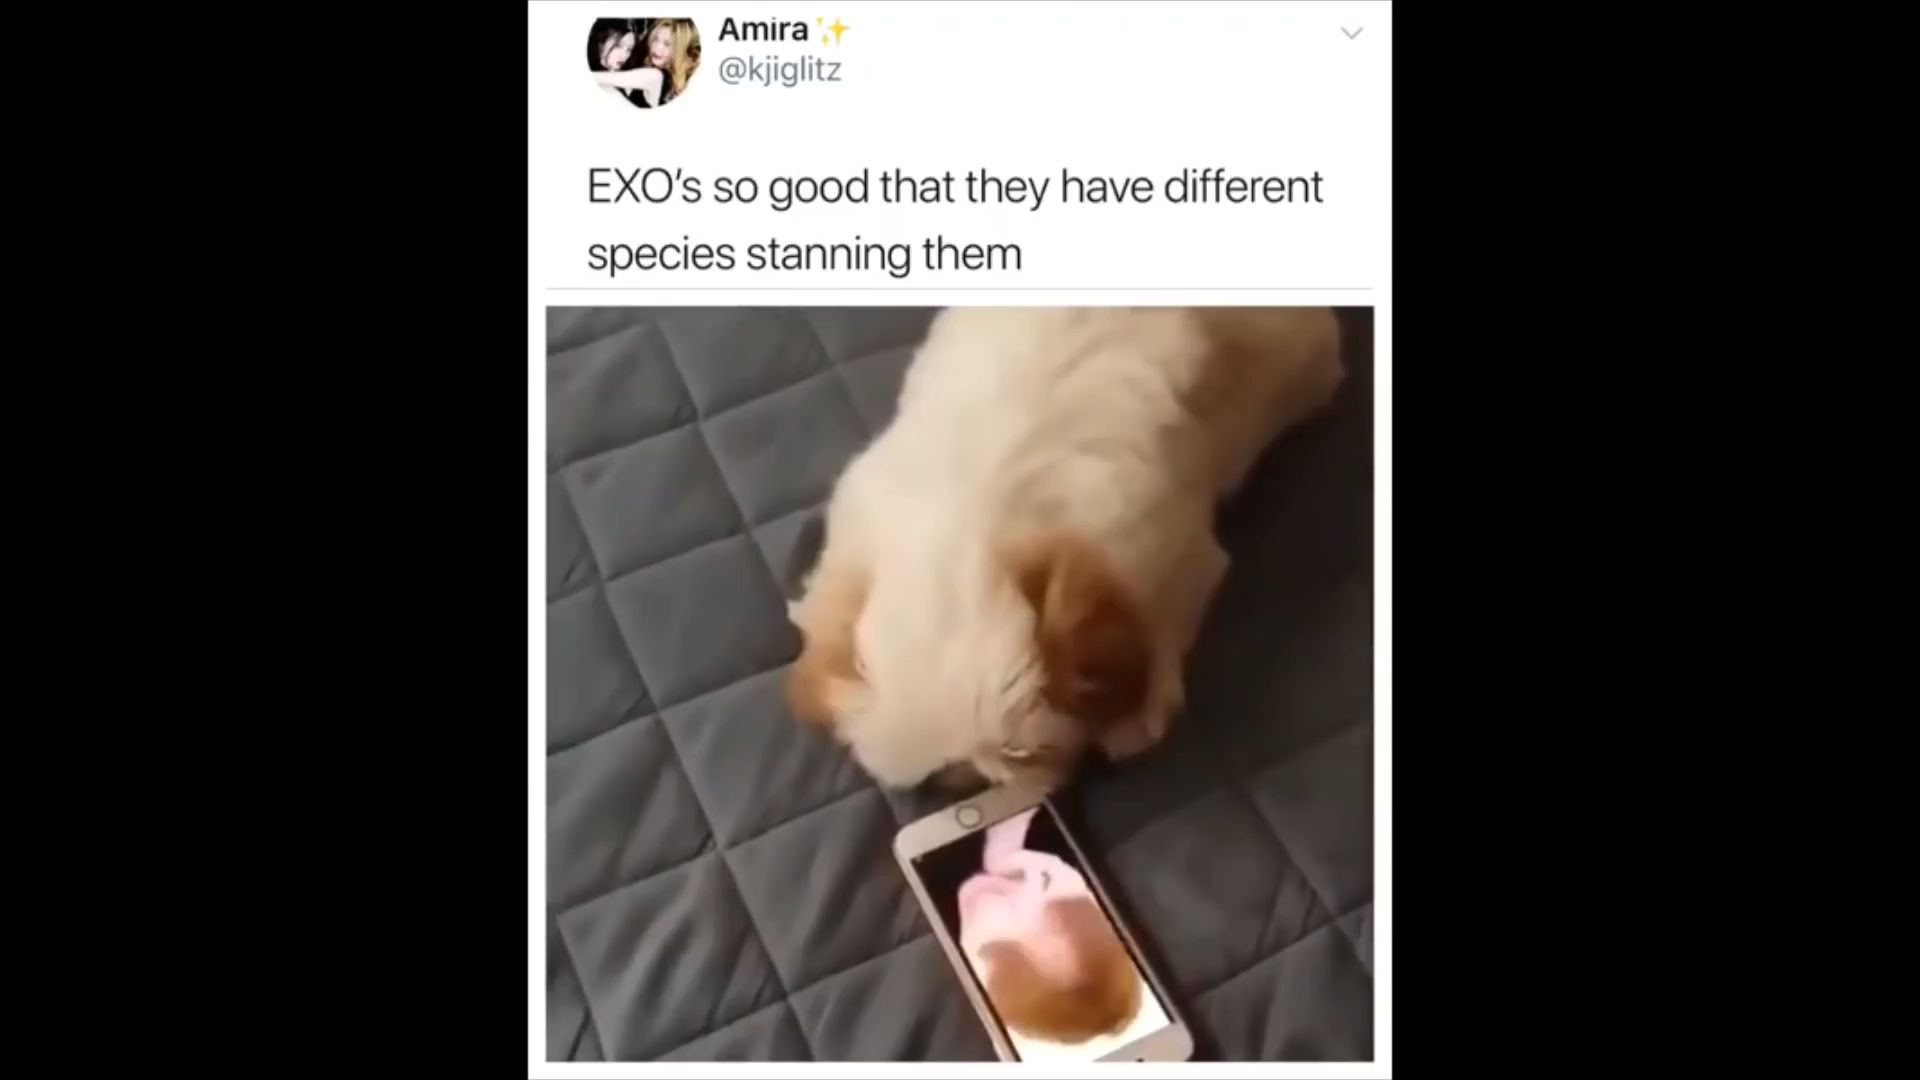 Amira✨
@kjiglitz
EXO's so good that they have different
species stanning them